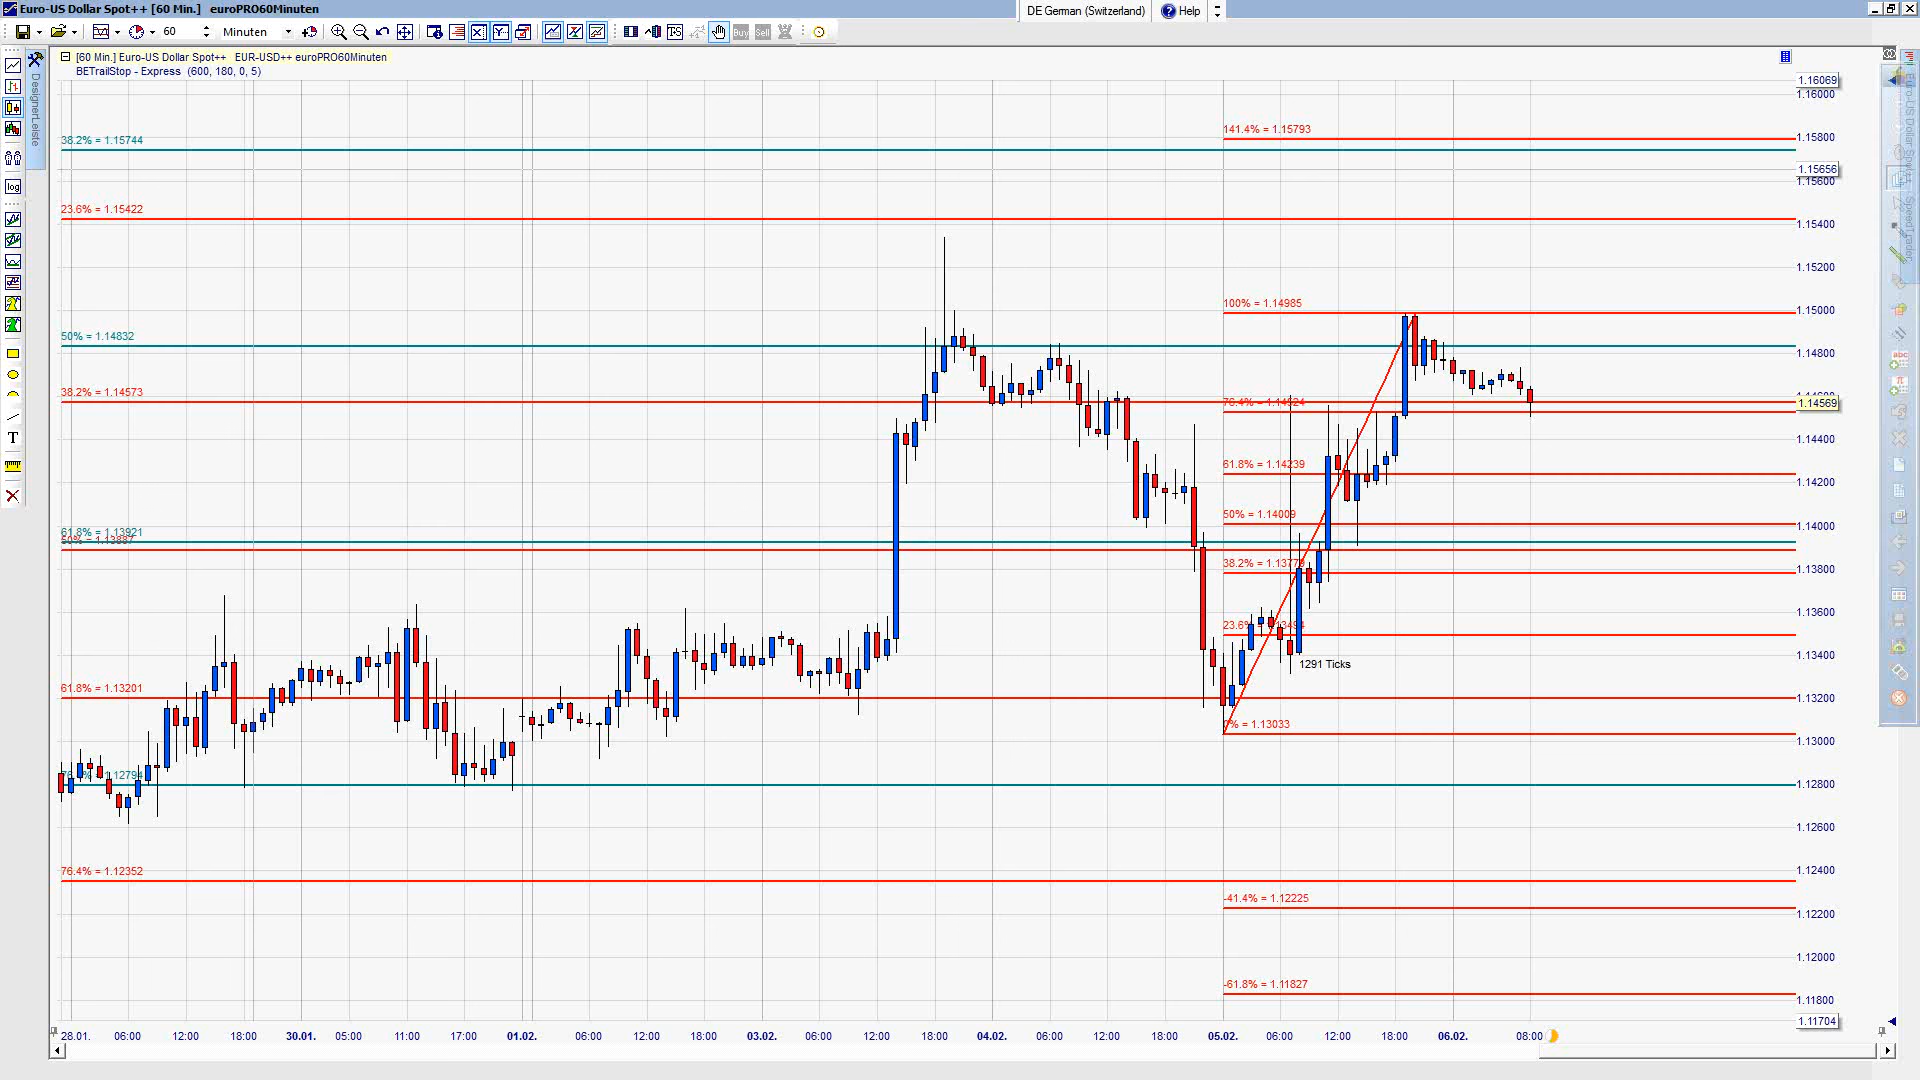 Euro-US Dollar Spot++ [60 Min.] euroPRO60Minuten
DE German (Switzerland)
Help
60 Minuten
Buy Sell
[60 Min.] Euro-US Dollar Spot++ EUR-USD++ euroPRO60Minuten
BETrailStop - Express (600, 180, 0, 5)
DesignerLeiste
log
T
38.2% = 1.15744
23.6% = 1.15422
50% = 1.14832
38.2% = 1.14573
61.8% = 1.13921
61.8% = 1.13201
76.4% = 1.12352
141.4% = 1.15793
100% = 1.14985
61.8% = 1.14239
50% = 1.14009
38.2% = 1.13779
1291 Ticks
0% = 1.13033
-41.4% = 1.12225
-61.8% = 1.11827
1.16069
1.16000
1.15800
1.15656
1.15600
1.15400
1.15200
1.15000
1.14800
1.14569
1.14400
1.14200
1.14000
1.13800
1.13600
1.13400
1.13200
1.13000
1.12800
1.12600
1.12400
1.12200
1.12000
1.11800
1.11704
28.01. 06:00 12:00 18:00 30.01. 05:00 11:00 17:00 01.02. 06:00 12:00 18:00 03.02. 06:00 12:00 18:00 04.02. 06:00 12:00 18:00 05.02. 06:00 12:00 18:00 06.02. 08:00